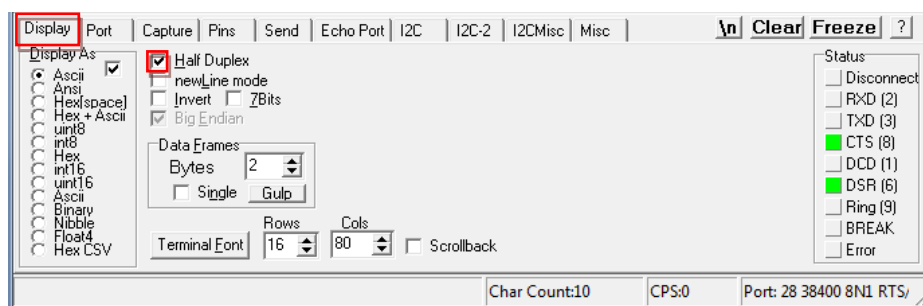 Display Port Capture Pins Send Echo Port I2C I2C-2 I2CMisc Misc \n Clear Freeze ?
Display As
Ascii
Ansi
Hex[space]
Hex + Ascii
uint8
int8
Hex
int16
uint16
Ascii
Binary
Nibble
Float4
Hex CSV
Half Duplex
newLine mode
Invert 7Bits
Big Endian
Data Frames
Bytes 2
Single Gulp
Rows Cols
Terminal Font 16 80 Scrollback
Status
Disconnect
RXD (2)
TXD (3)
CTS (8)
DCD (1)
DSR (6)
Ring (9)
BREAK
Error
Char Count:10 CPS:0 Port: 28 38400 8N1 RTS/